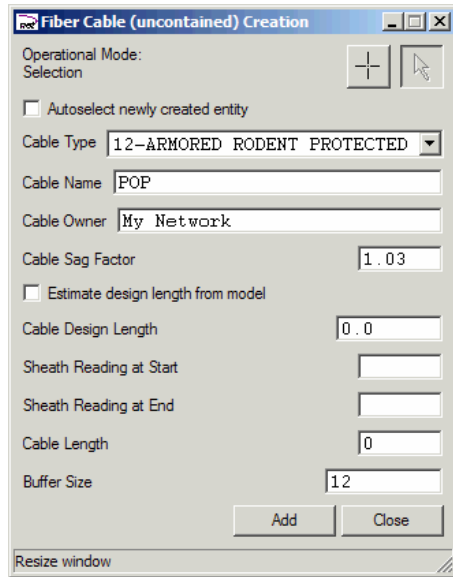 Fiber Cable (uncontained) Creation
Operational Mode:
Selection
Autoselect newly created entity
Cable Type 12-ARMORED RODENT PROTECTED
Cable Name POP
Cable Owner My Network
Cable Sag Factor 1.03
Estimate design length from model
Cable Design Length 0.0
Sheath Reading at Start
Sheath Reading at End
Cable Length 0
Buffer Size 12
Add Close
Resize window